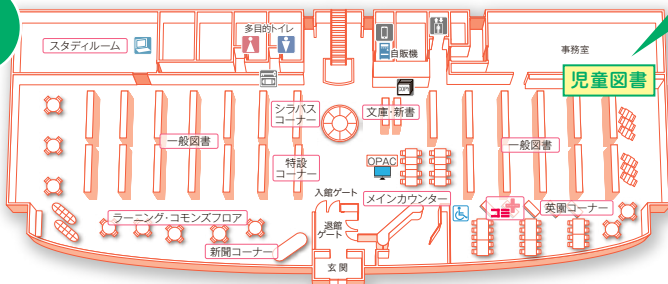 スタディルーム
多目的トイレ
自販機
事務室
児童図書
COPY
シラバス
コーナー
文庫・新書
一般図書
一般図書
特設
コーナー
OPAC
入館ゲート
メインカウンター
コミ+
英園コーナー
ラーニング・コモンズフロア
退館
ゲート
新聞コーナー
玄関